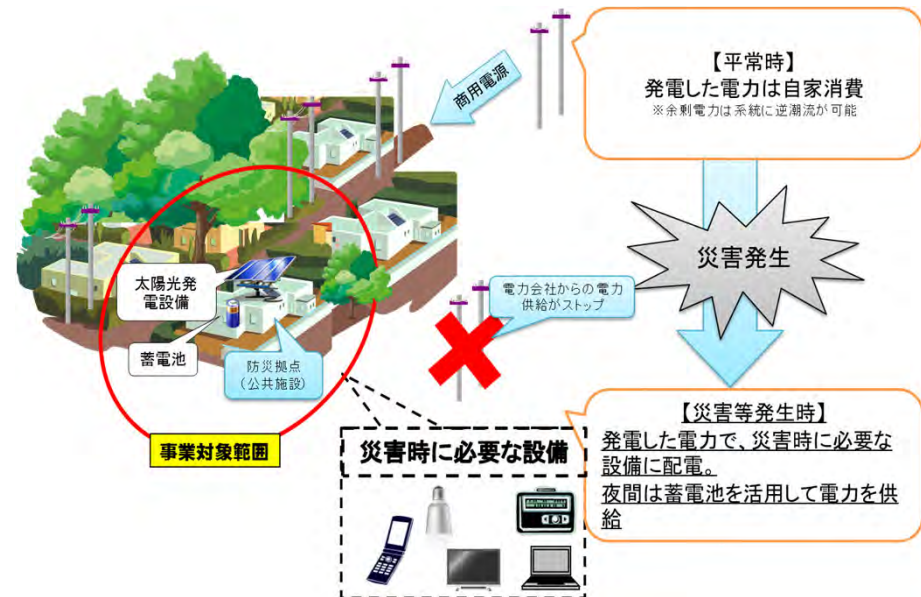 商用電源
【平常時】
発電した電力は自家消費
※余剰電力は系統に逆潮流が可能
災害発生
太陽光発
電設備
蓄電池
防災拠点
(公共施設)
事業対象範囲
電力会社からの電力
供給がストップ
災害時に必要な設備
【災害等発生時】
発電した電力で、災害時に必要な
設備に配電。
夜間は蓄電池を活用して電力を供
給